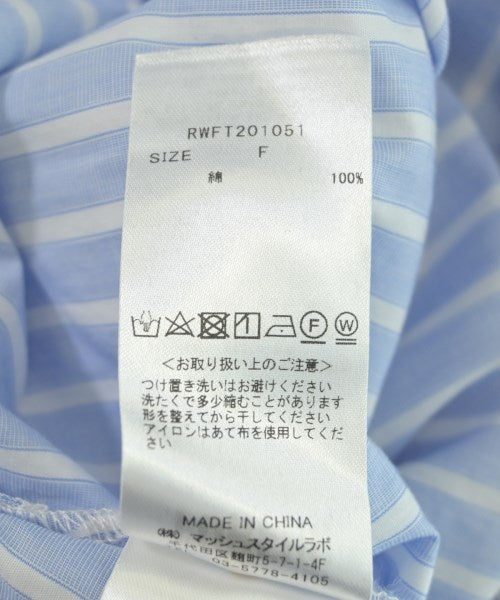 RWFT201051
SIZE F
綿 100%
<お取り扱い上のご注意>
つけ置き洗いはお避けください
洗たくで多少縮むことがあります
形を整えてから干してください
アイロンはあて布を使用してくだ
さい
MADE IN CHINA
(株) マッシュスタイルラボ
千代田区麹町5-7-1-4F
03-5778-4105